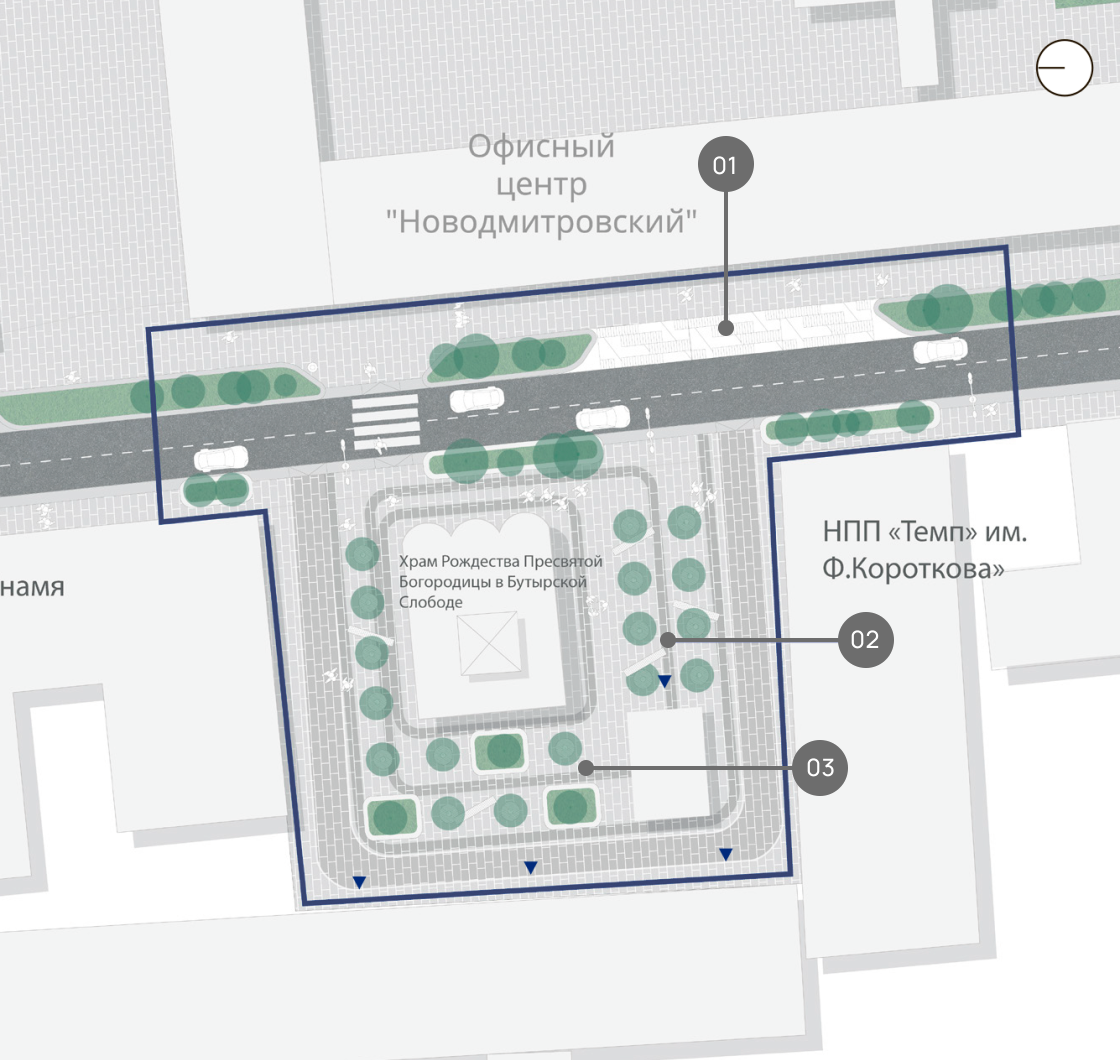 Офисный
центр
"Новодмитровский"
01
Храм Рождества Пресвятой
Богородицы в Бутырской
Слободе
НПП «Темп» им.
Ф.Короткова»
намя
02
03